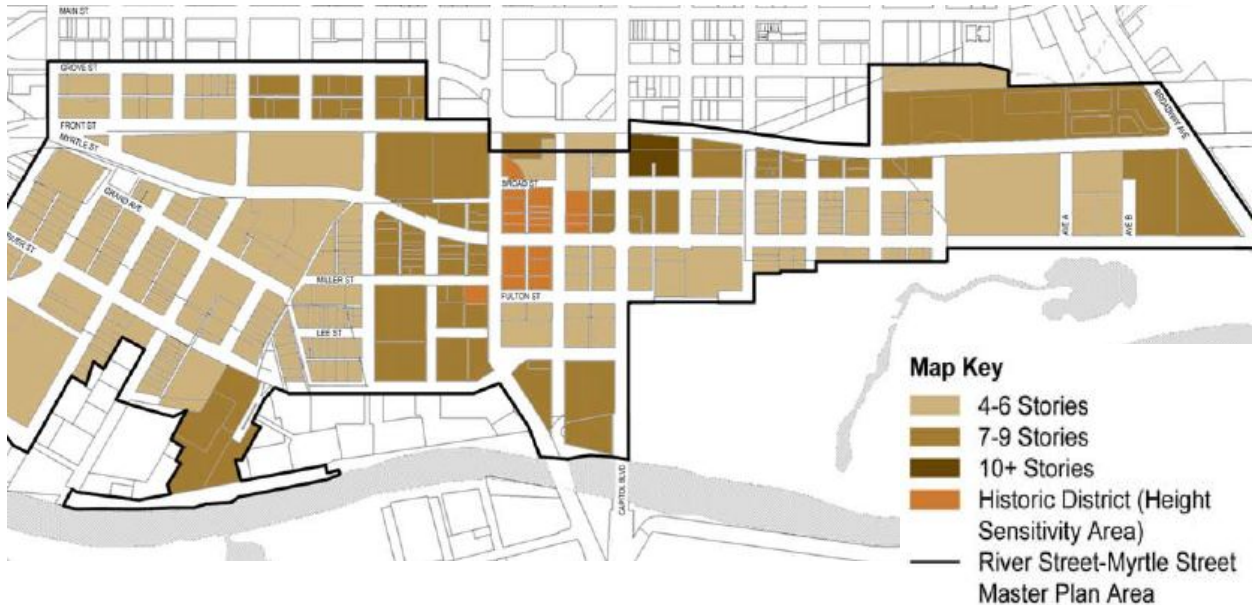 MAIN ST
GROVE ST
FRONT ST
MYRTLE ST
GRAND AVE
RIVER ST
BROAD ST
MILLER ST
FULTON ST
LEE ST
AVE A
AVE B
BROADWAY AVE
CAPITOL BLVD
Map Key
4-6 Stories
7-9 Stories
10+ Stories
Historic District (Height
Sensitivity Area)
River Street-Myrtle Street
Master Plan Area